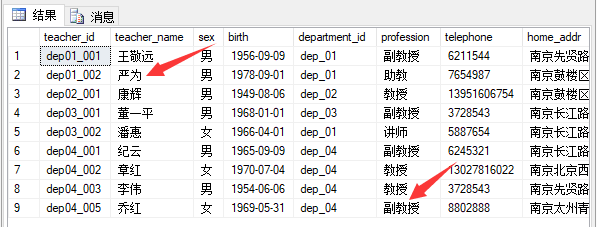 结果 消息
teacher_id teacher_name sex birth department_id profession telephone home_addr
1 dep01_001 王敬远 男 1956-09-09 dep_01 副教授 6211544 南京先贤路
2 dep01_002 严为 男 1978-09-01 dep_01 助教 7654987 南京鼓楼区
3 dep02_001 康辉 男 1949-08-06 dep_02 教授 13951606754 南京鼓楼区
4 dep03_001 董一平 男 1968-01-01 dep_03 副教授 3728543 南京长江路
5 dep03_002 潘惠 女 1966-04-01 dep_01 讲师 5887654 南京长江路
6 dep04_001 纪云 男 1965-09-09 dep_04 副教授 6245321 南京长江路
7 dep04_002 章红 女 1970-07-04 dep_04 教授 13027816022 南京北京西
8 dep04_003 李伟 男 1954-06-06 dep_04 教授 3728543 南京先贤路
9 dep04_005 乔红 女 1969-05-31 dep_04 副教授 8802888 南京太州青